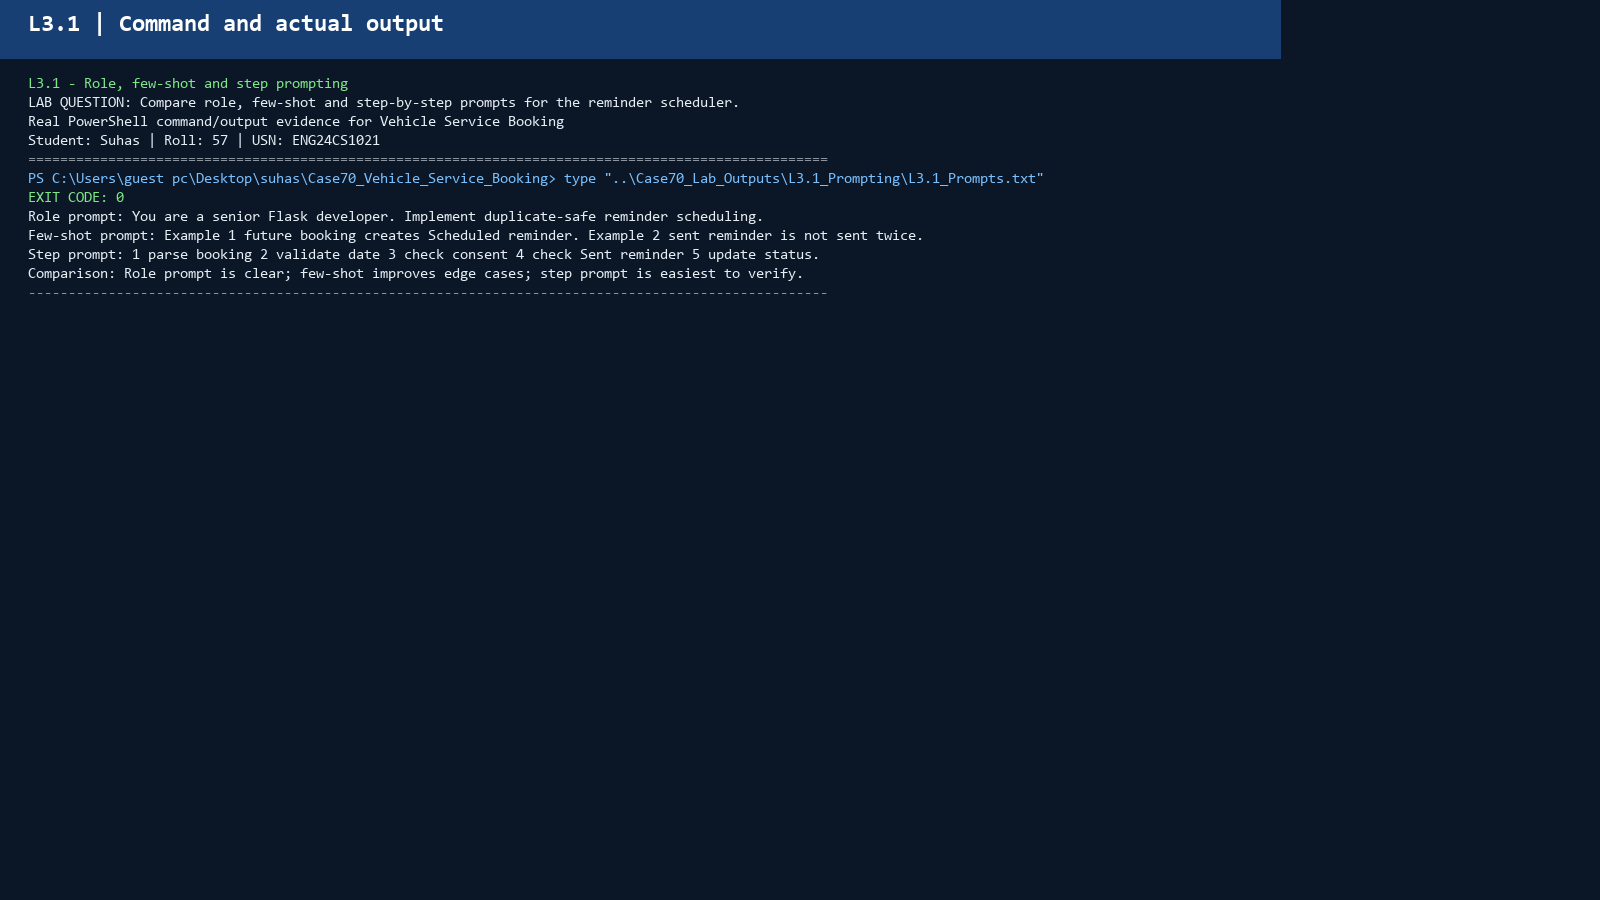 L3.1 | Command and actual output
L3.1 - Role, few-shot and step prompting
LAB QUESTION: Compare role, few-shot and step-by-step prompts for the reminder scheduler.
Real PowerShell command/output evidence for Vehicle Service Booking
Student: Suhas | Roll: 57 | USN: ENG24CS1021
====================================================================================================
PS C:\Users\guest pc\Desktop\suhas\Case70_Vehicle_Service_Booking> type "..\Case70_Lab_Outputs\L3.1_Prompting\L3.1_Prompts.txt"
EXIT CODE: 0
Role prompt: You are a senior Flask developer. Implement duplicate-safe reminder scheduling.
Few-shot prompt: Example 1 future booking creates Scheduled reminder. Example 2 sent reminder is not sent twice.
Step prompt: 1 parse booking 2 validate date 3 check consent 4 check Sent reminder 5 update status.
Comparison: Role prompt is clear; few-shot improves edge cases; step prompt is easiest to verify.
----------------------------------------------------------------------------------------------------